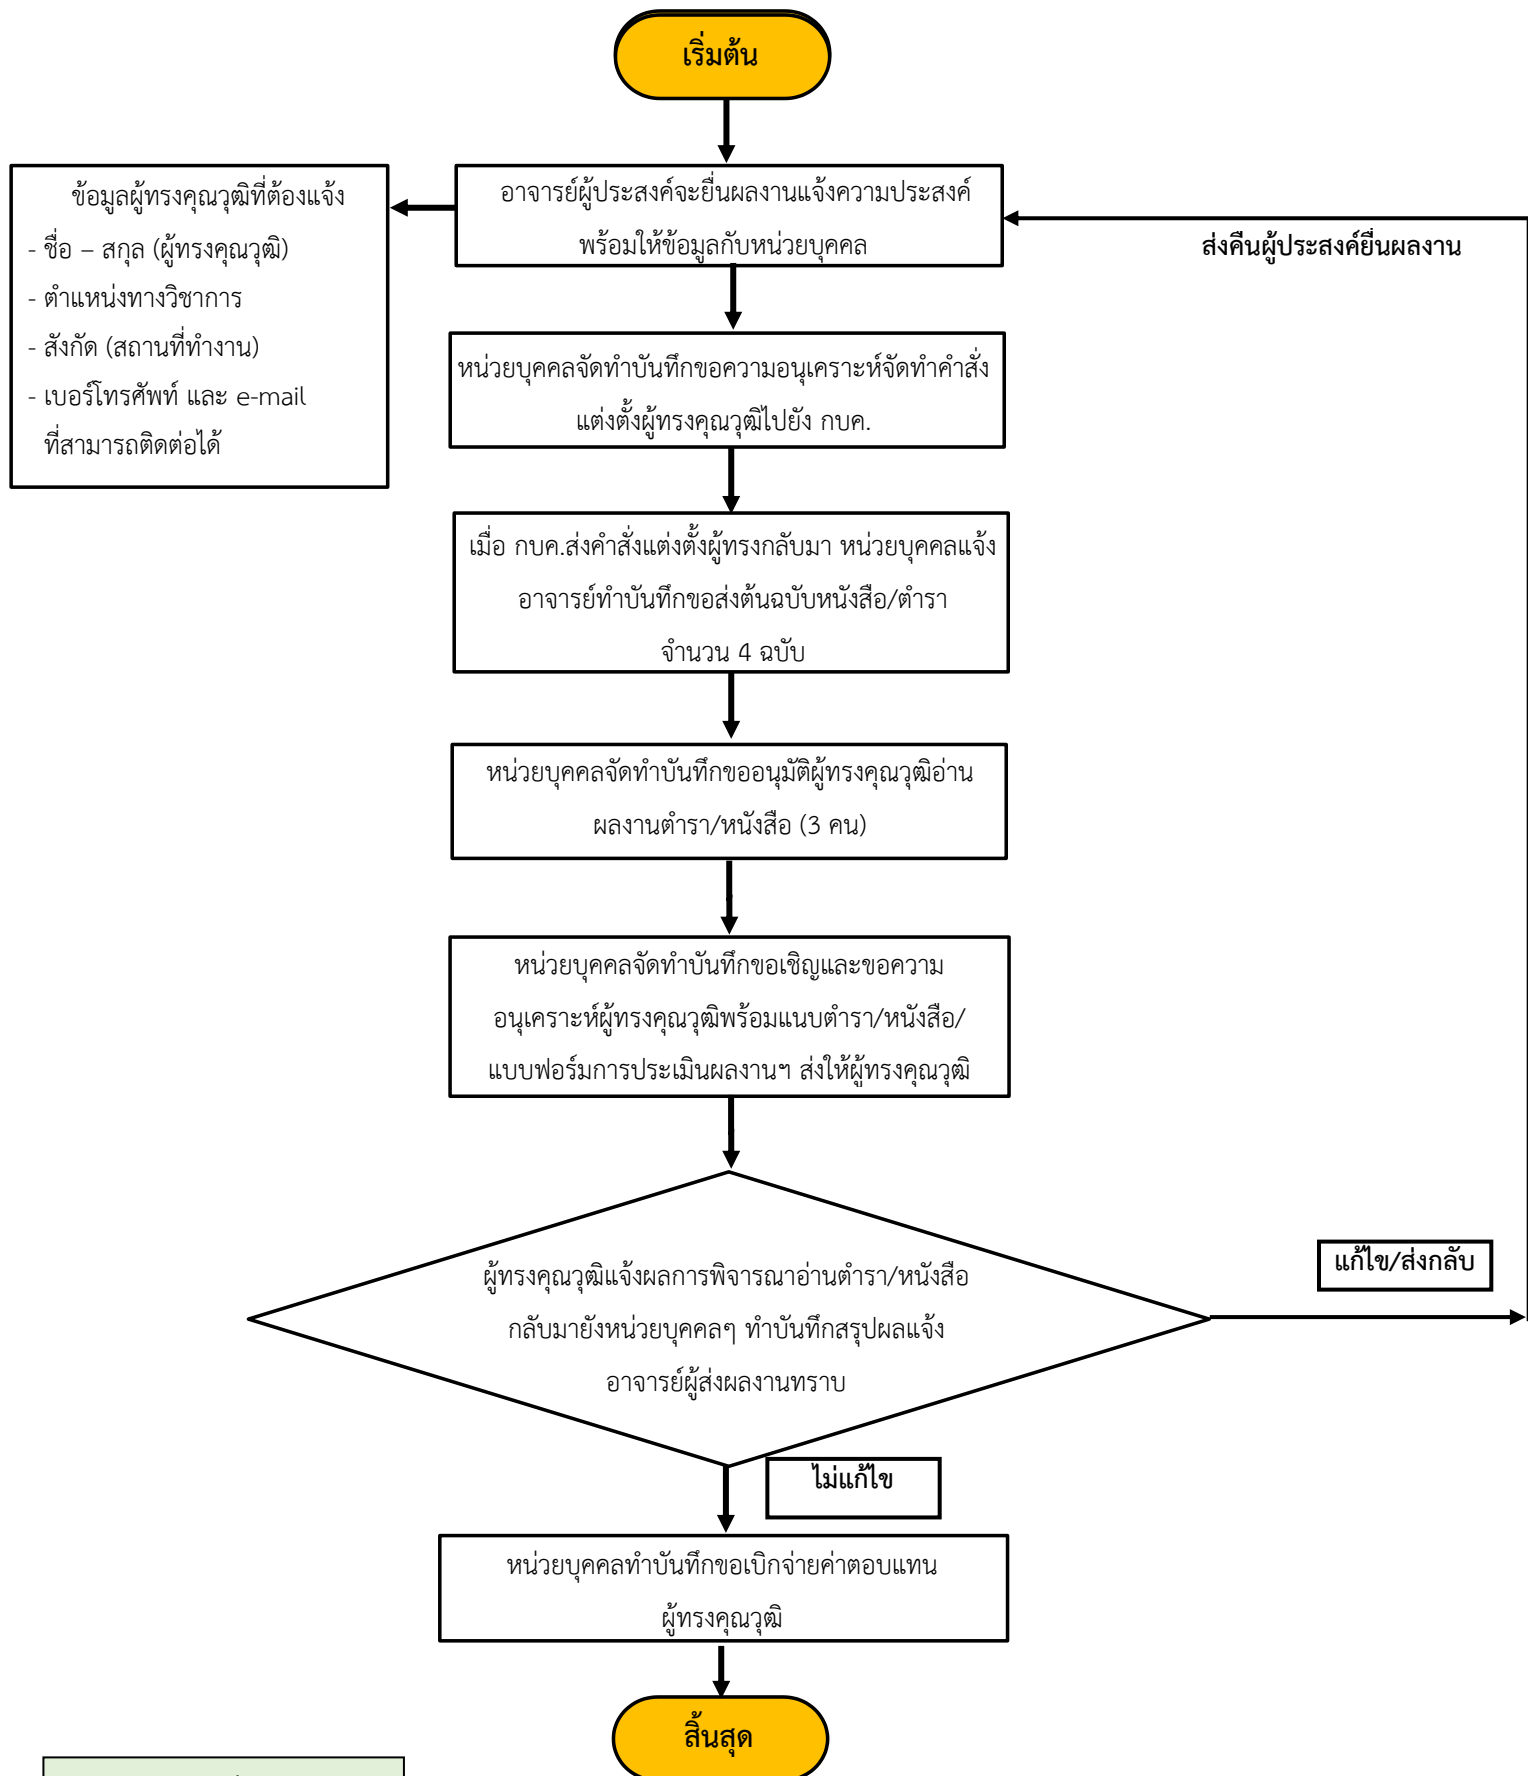 เริ่มต้น
อาจารย์ผู้ประสงค์จะยื่นผลงานแจ้งความประสงค์
พร้อมให้ข้อมูลกับหน่วยบุคคล
ข้อมูลผู้ทรงคุณวุฒิที่ต้องแจ้ง
- ชื่อ – สกุล (ผู้ทรงคุณวุฒิ)
- ตำแหน่งทางวิชาการ
- สังกัด (สถานที่ทำงาน)
- เบอร์โทรศัพท์ และ e-mail
ที่สามารถติดต่อได้
ส่งคืนผู้ประสงค์ยื่นผลงาน
หน่วยบุคคลจัดทำบันทึกขอความอนุเคราะห์จัดทำคำสั่ง
แต่งตั้งผู้ทรงคุณวุฒิไปยัง กบค.
เมื่อ กบค.ส่งคำสั่งแต่งตั้งผู้ทรงกลับมา หน่วยบุคคลแจ้ง
อาจารย์ทำบันทึกขอส่งต้นฉบับหนังสือ/ตำรา
จำนวน 4 ฉบับ
หน่วยบุคคลจัดทำบันทึกขออนุมัติผู้ทรงคุณวุฒิอ่าน
ผลงานตำรา/หนังสือ (3 คน)
หน่วยบุคคลจัดทำบันทึกขอเชิญและขอความ
อนุเคราะห์ผู้ทรงคุณวุฒิพร้อมแนบตำรา/หนังสือ/
แบบฟอร์มการประเมินผลงานฯ ส่งให้ผู้ทรงคุณวุฒิ
ผู้ทรงคุณวุฒิแจ้งผลการพิจารณาอ่านตำรา/หนังสือ
กลับมายังหน่วยบุคคลๆ ทำบันทึกสรุปผลแจ้ง
อาจารย์ผู้ส่งผลงานทราบ
แก้ไข/ส่งกลับ
ไม่แก้ไข
หน่วยบุคคลทำบันทึกขอเบิกจ่ายค่าตอบแทน
ผู้ทรงคุณวุฒิ
สิ้นสุด